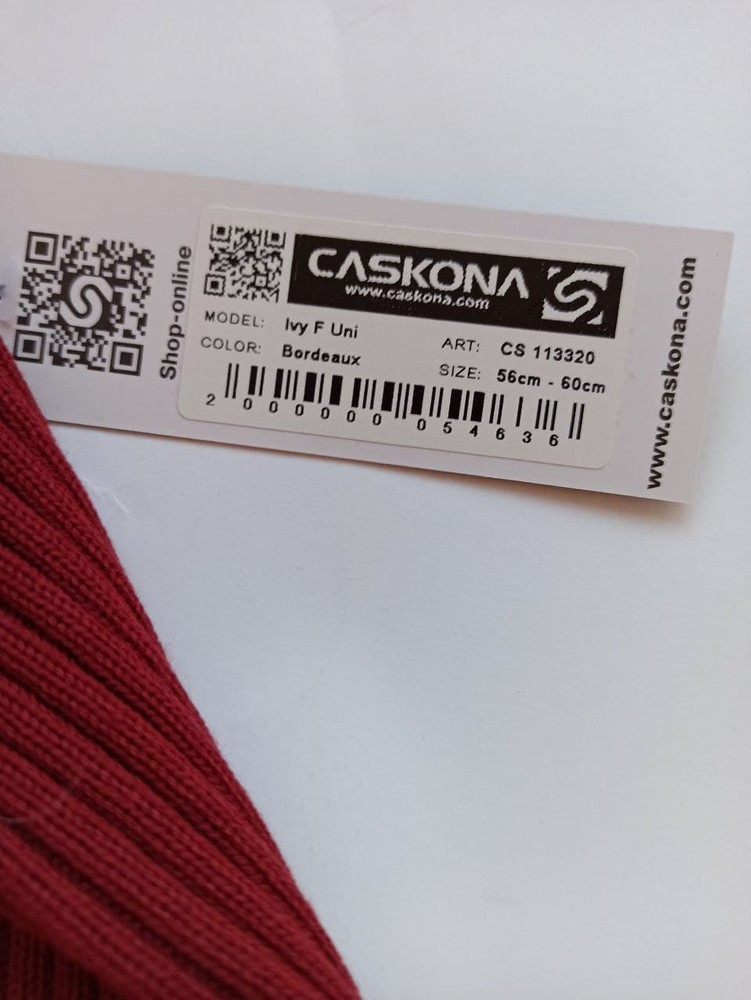 Shop-online
CASKONA
www.caskona.com
MODEL: Ivy F Uni
ART: CS 113320
COLOR: Bordeaux
SIZE: 56cm - 60cm
2 000000 054636
www.caskona.com